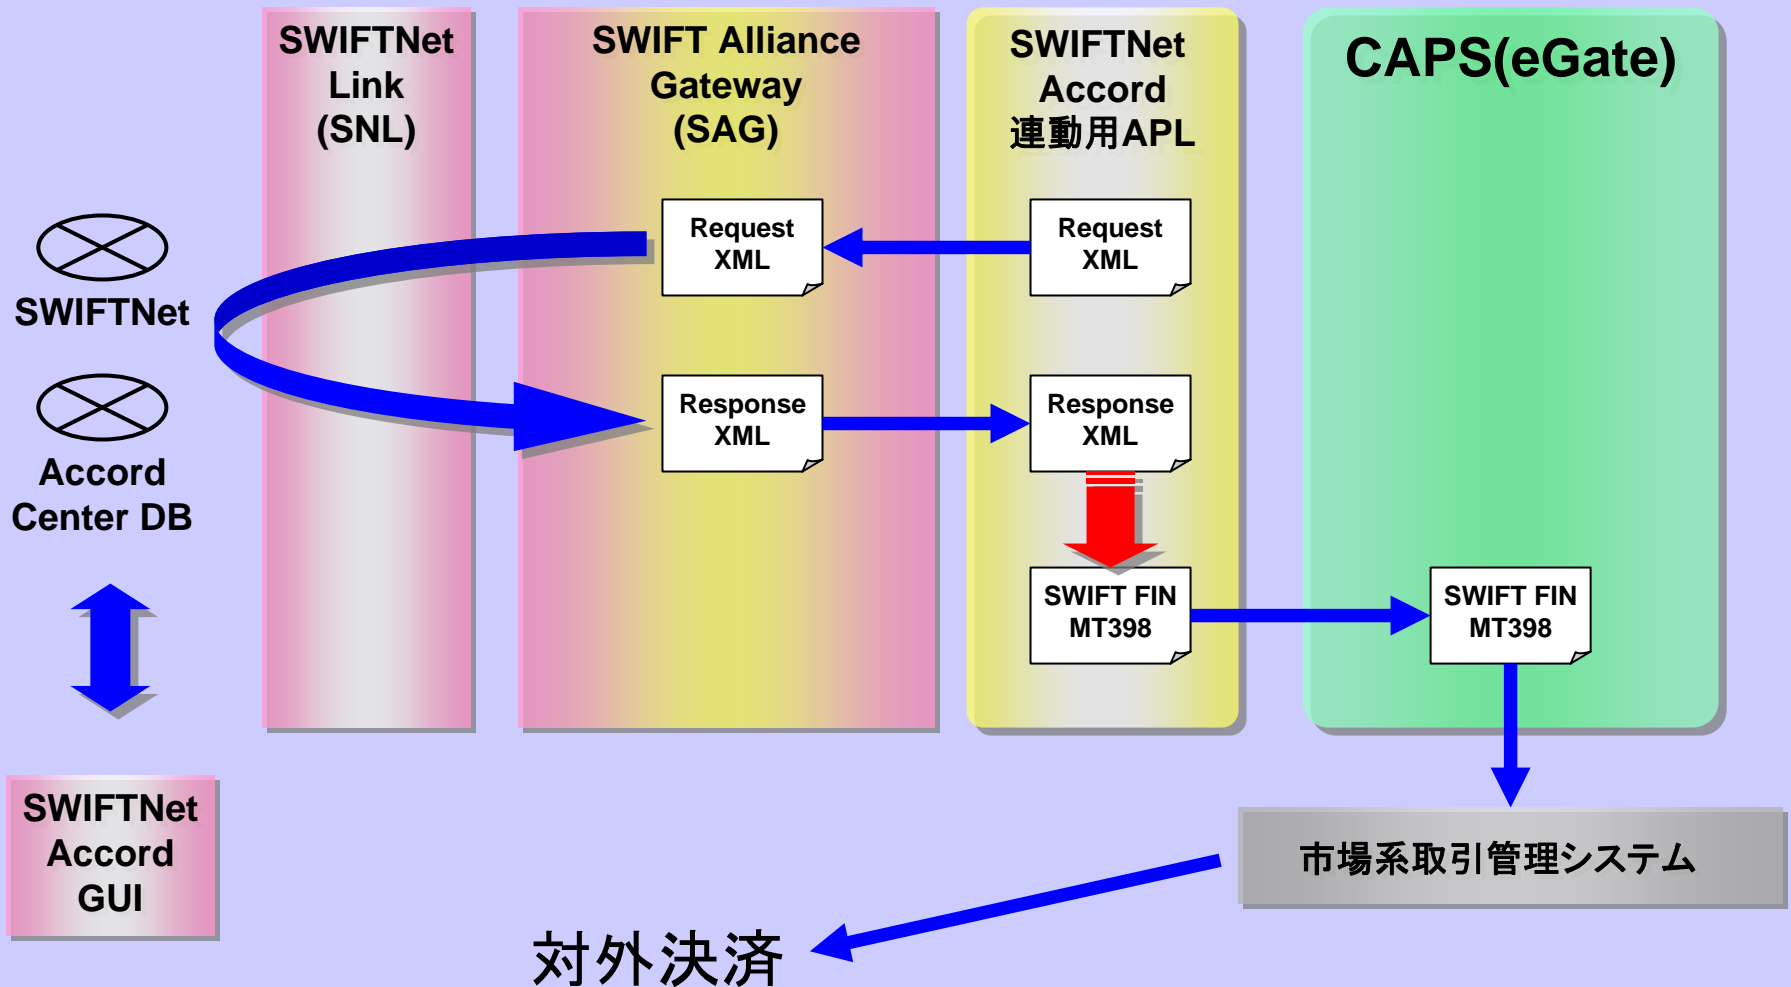 SWIFTNet
Link
(SNL)
SWIFT Alliance
Gateway
(SAG)
SWIFTNet
Accord
連動用APL
CAPS(eGate)
Request
XML
Request
XML
SWIFTNet
Response
XML
Response
XML
Accord
Center DB
SWIFT FIN
MT398
SWIFT FIN
MT398
SWIFTNet
Accord
GUI
市場系取引管理システム
対外決済